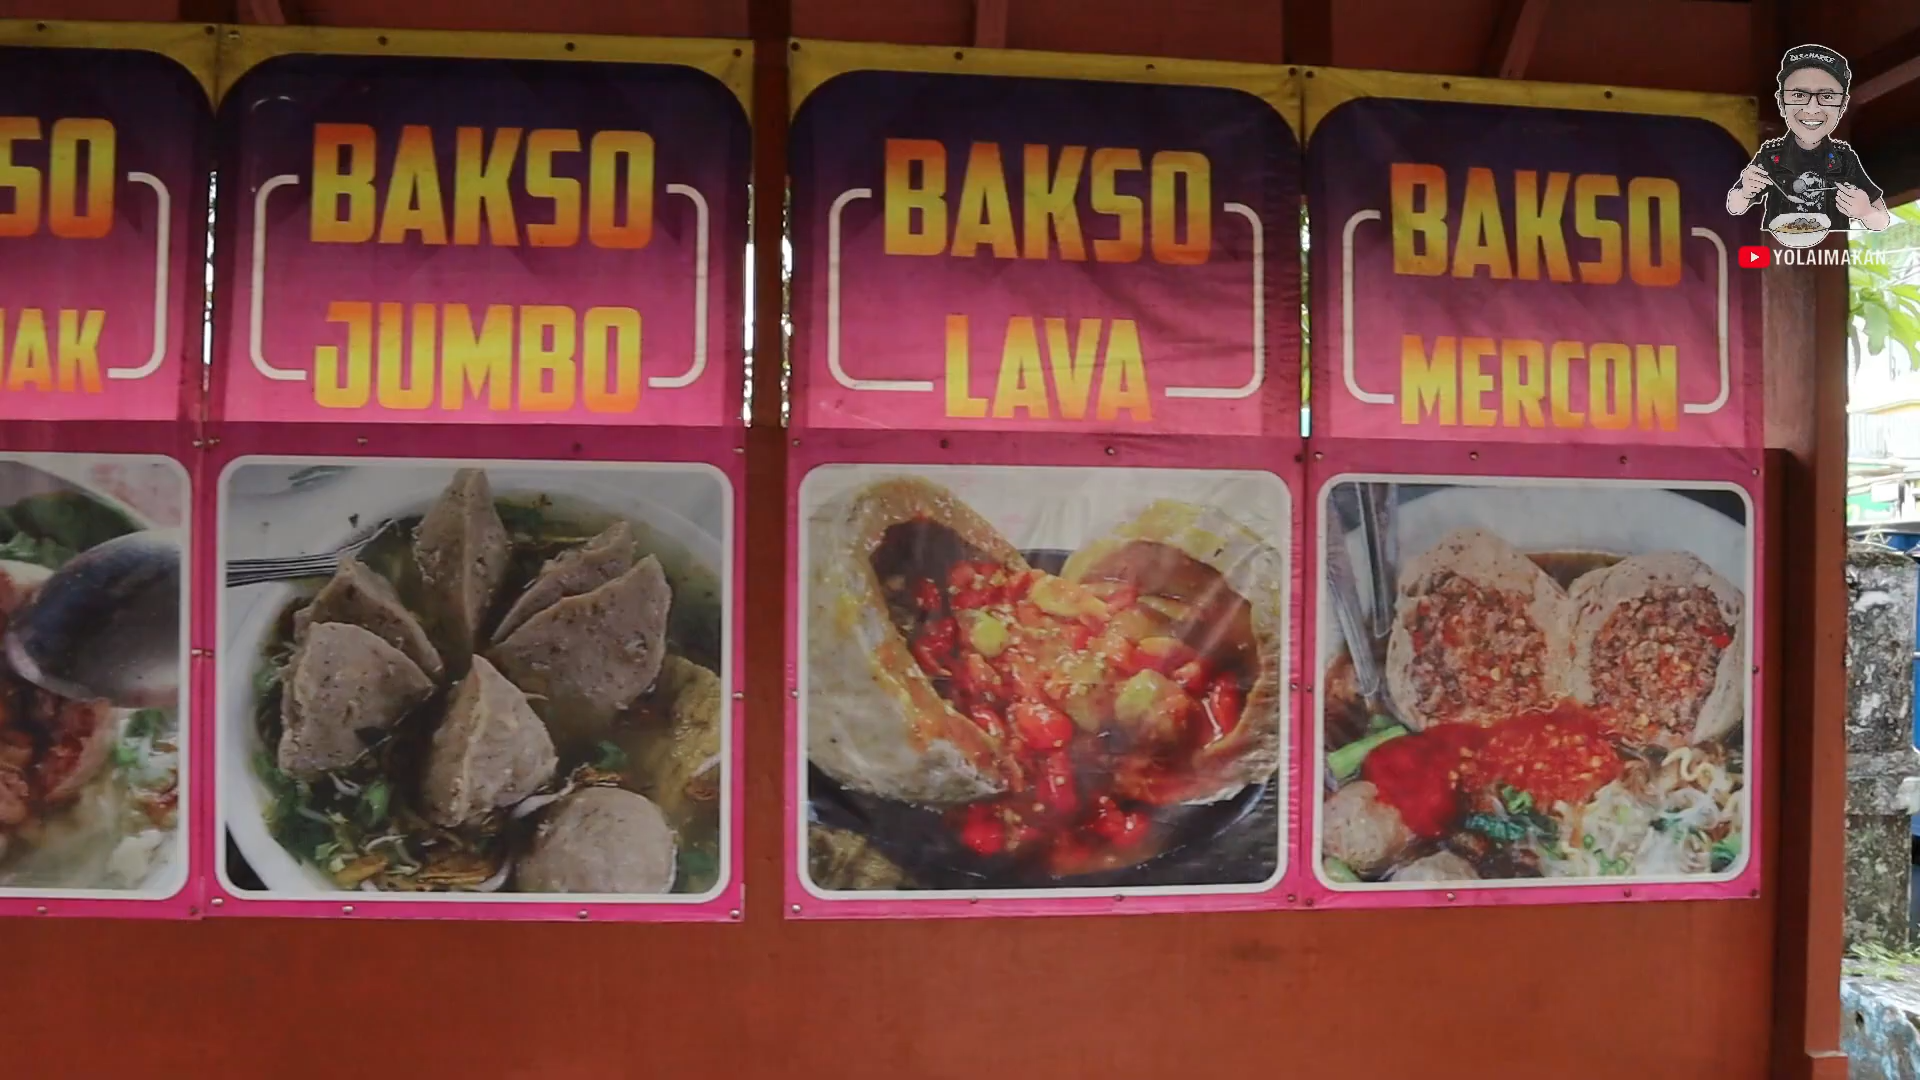 BAKSO
JUMBO
BAKSO
LAVA
BAKSO
MERCON
YOLAIMAKAN